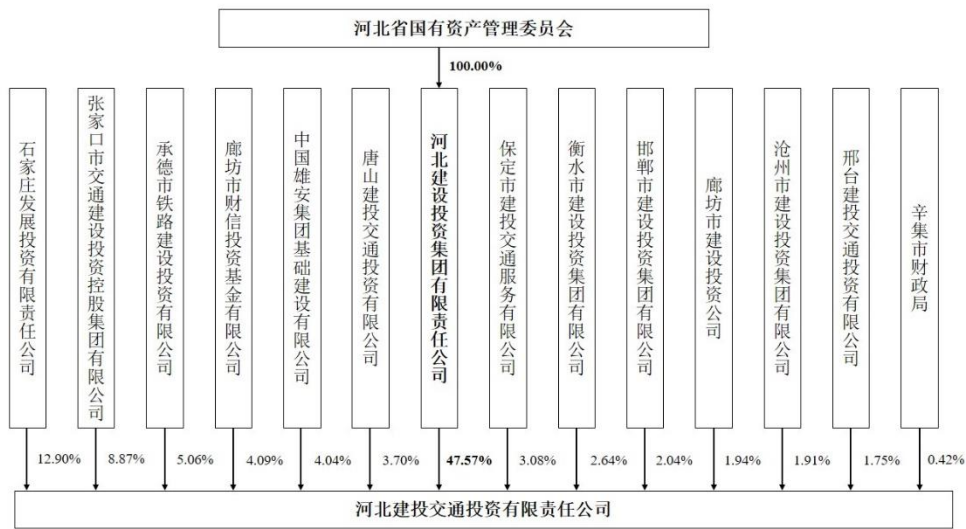 河北省国有资产管理委员会
100.00%
石家庄发展投资有限责任公司
张家口市交通建设投资控股集团有限公司
承德市铁路建设投资有限公司
廊坊市财信投资基金有限公司
中国雄安集团基础建设有限公司
唐山建投交通投资有限公司
河北建设投资集团有限责任公司
保定市建投交通服务有限公司
衡水市建设投资集团有限公司
邯郸市建设投资集团有限公司
廊坊市建设投资公司
沧州市建设投资集团有限公司
邢台建投交通投资有限公司
辛集市财政局
12.90%
8.87%
5.06%
4.09%
4.04%
3.70%
47.57%
3.08%
2.64%
2.04%
1.94%
1.91%
1.75%
0.42%
河北建投交通投资有限责任公司